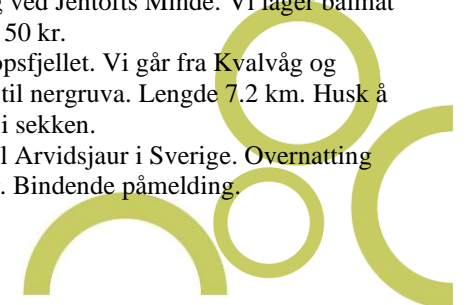 ved Jentofts Minde. Vi lager bålmat
50 kr.
opsfjellet. Vi går fra Kvalvåg og
til nergruva. Lengde 7.2 km. Husk å
i sekken.
l Arvidsjaur i Sverige. Overnatting
. Bindende påmelding.